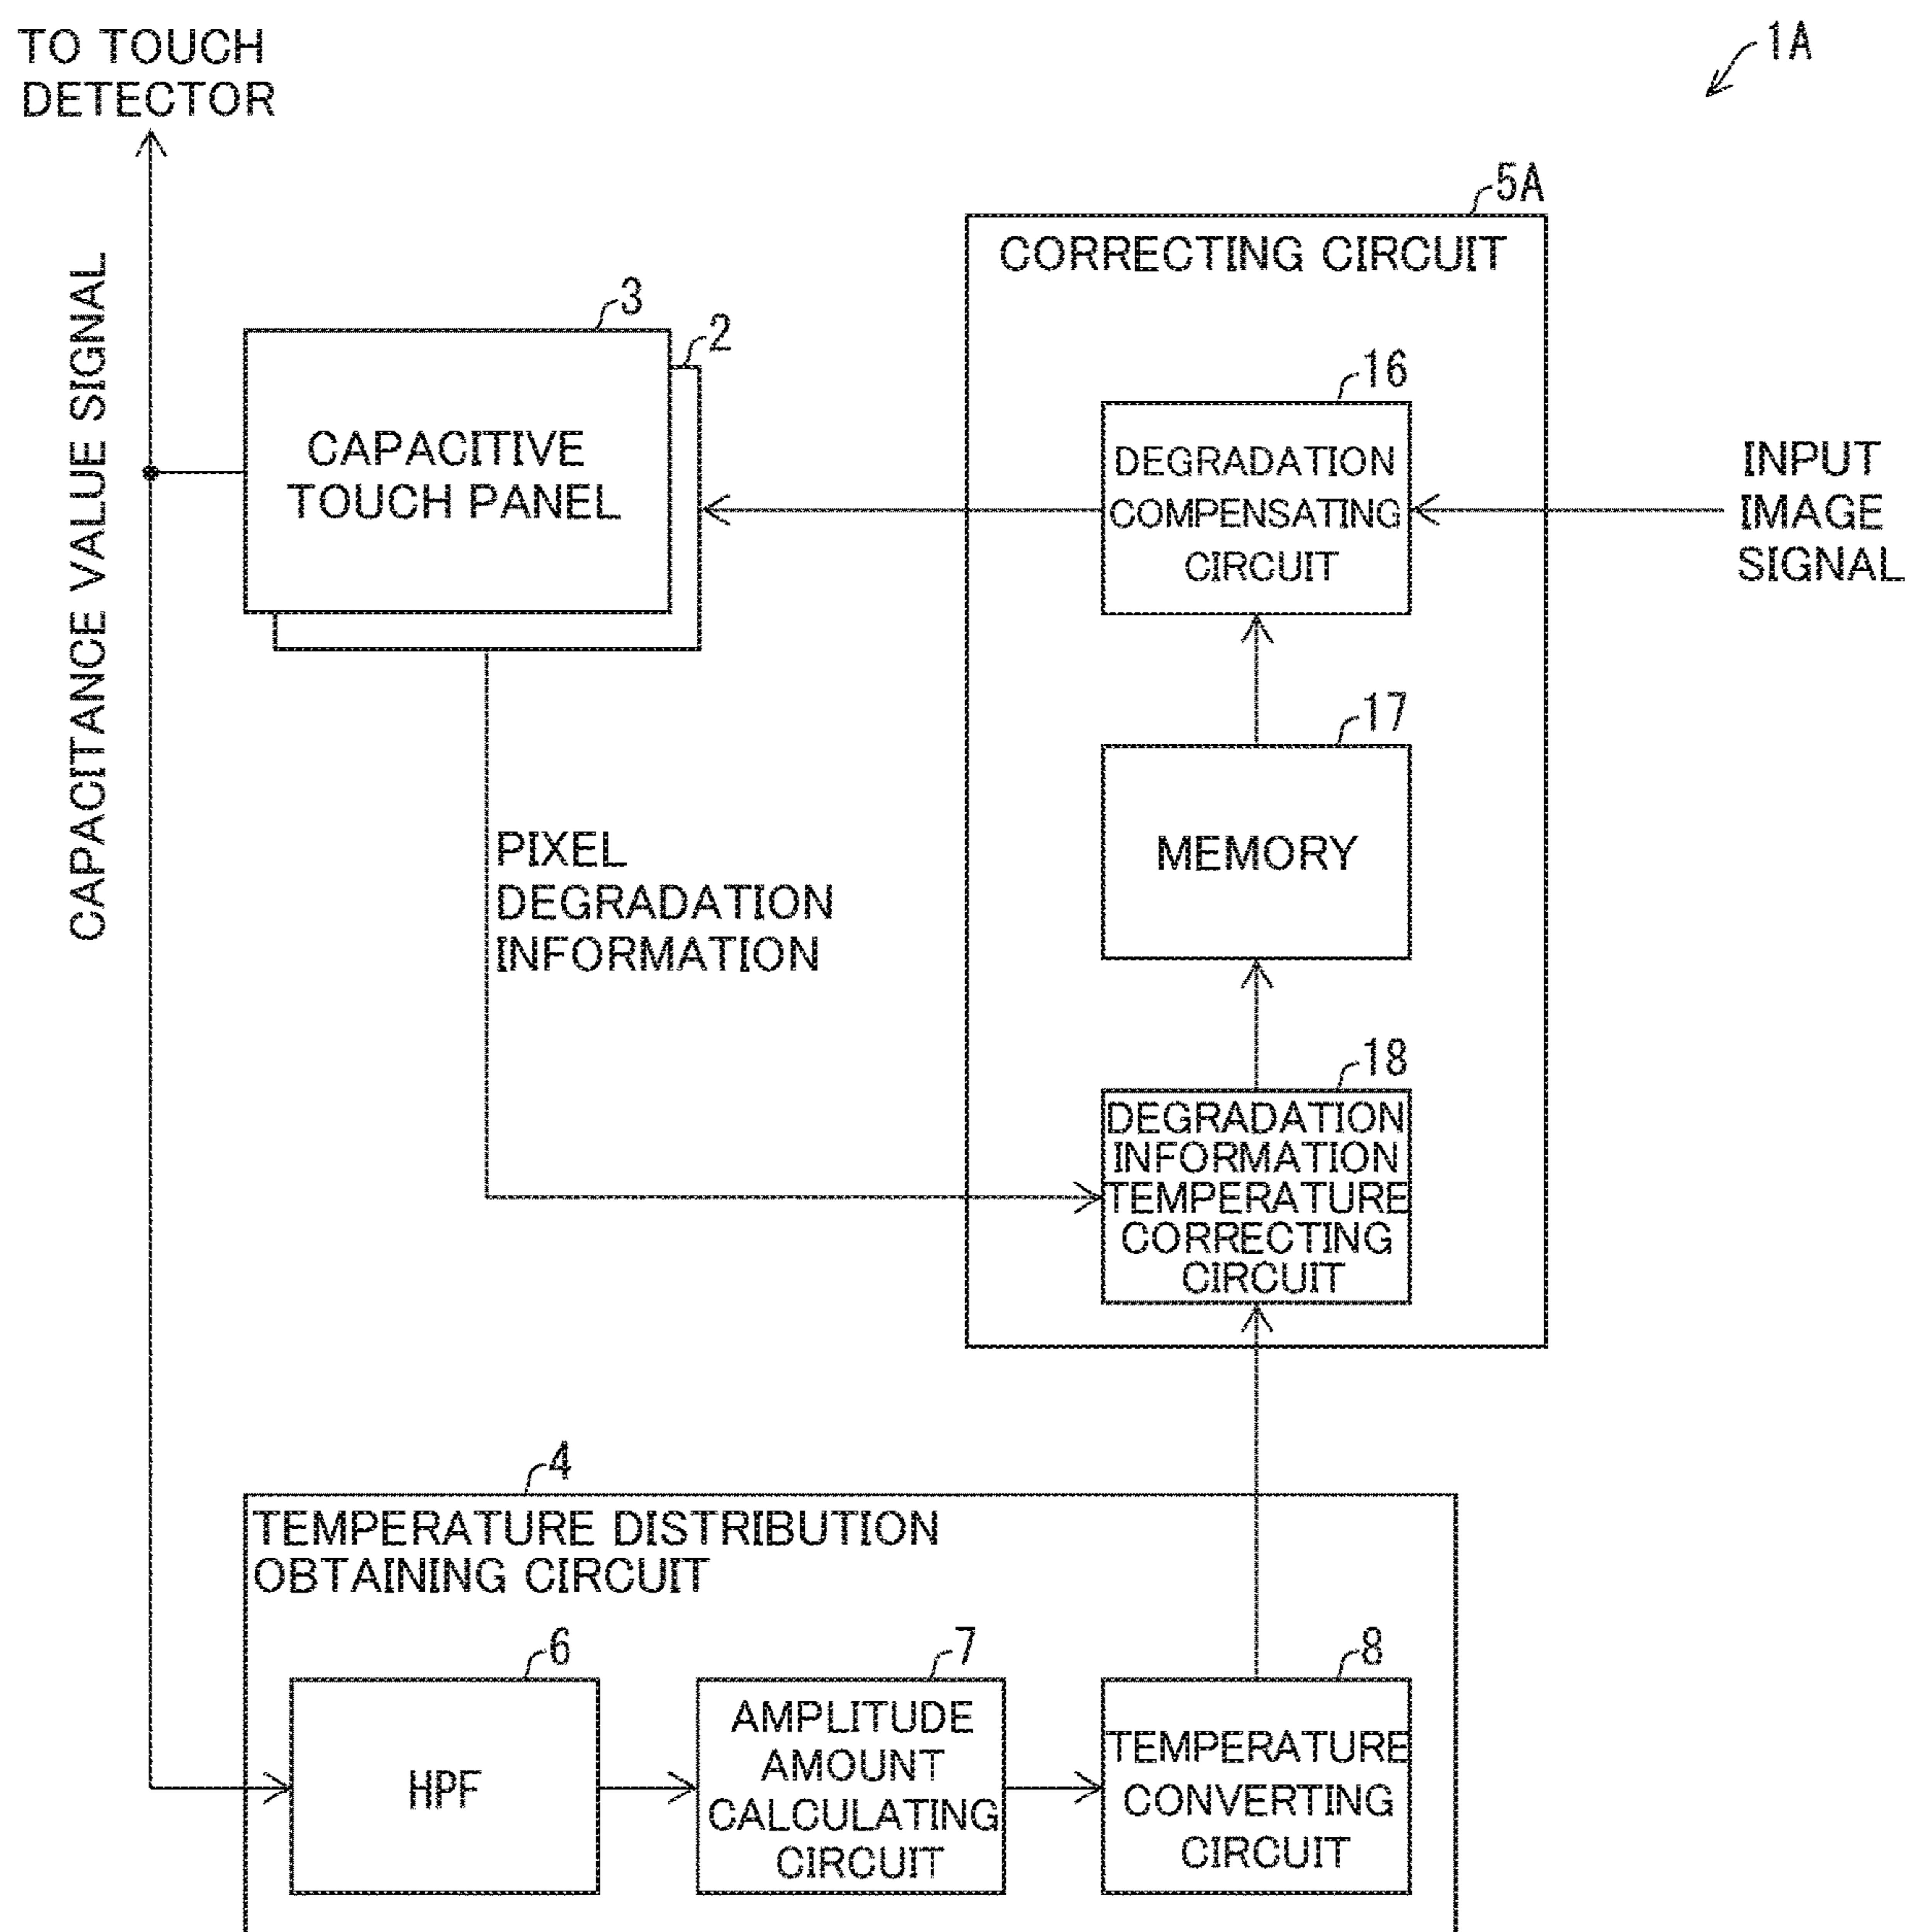 TO TOUCH
DETECTOR
1A
CAPACITANCE VALUE SIGNAL
3
2
CAPACITIVE
TOUCH PANEL
5A
CORRECTING CIRCUIT
16
DEGRADATION
COMPENSATING
CIRCUIT
INPUT
IMAGE
SIGNAL
17
MEMORY
PIXEL
DEGRADATION
INFORMATION
18
DEGRADATION
INFORMATION
TEMPERATURE
CORRECTING
CIRCUIT
4
TEMPERATURE DISTRIBUTION
OBTAINING CIRCUIT
6
HPF
7
AMPLITUDE
AMOUNT
CALCULATING
CIRCUIT
8
TEMPERATURE
CONVERTING
CIRCUIT